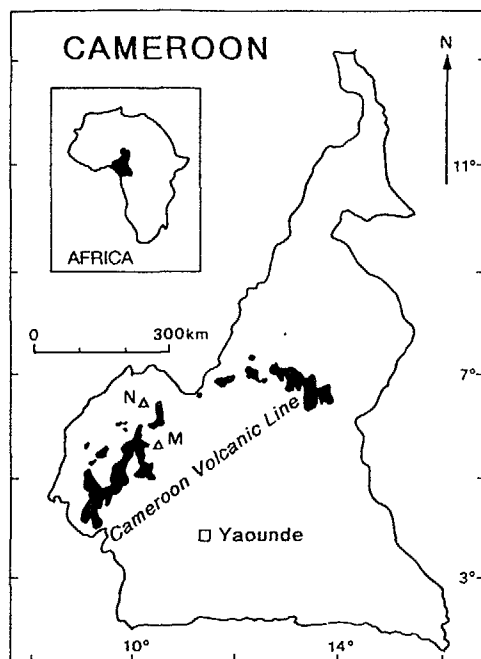 CAMEROON
N
AFRICA
11°
0 300km
7°
N
M
Cameroon Volcanic Line
Yaounde
3°
10° 14°